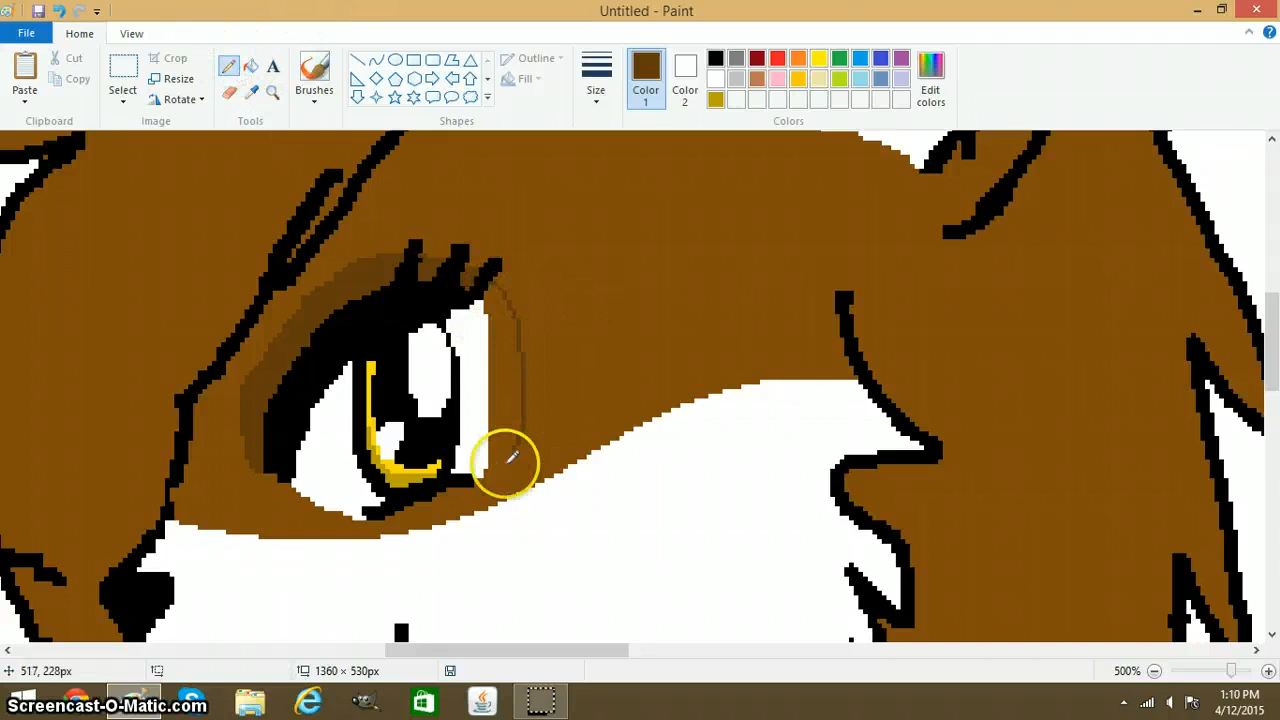 Untitled - Paint
File
Home
View
Paste
Cut
Copy
Clipboard
Select
Crop
Resize
Rotate
Image
A
Tools
Brushes
Outline
Fill
Shapes
Size
Color
1
Color
2
Edit
colors
Colors
517, 228px
1360 × 530px
500%
1:10 PM
4/12/2015
Screencast-O-Matic.com